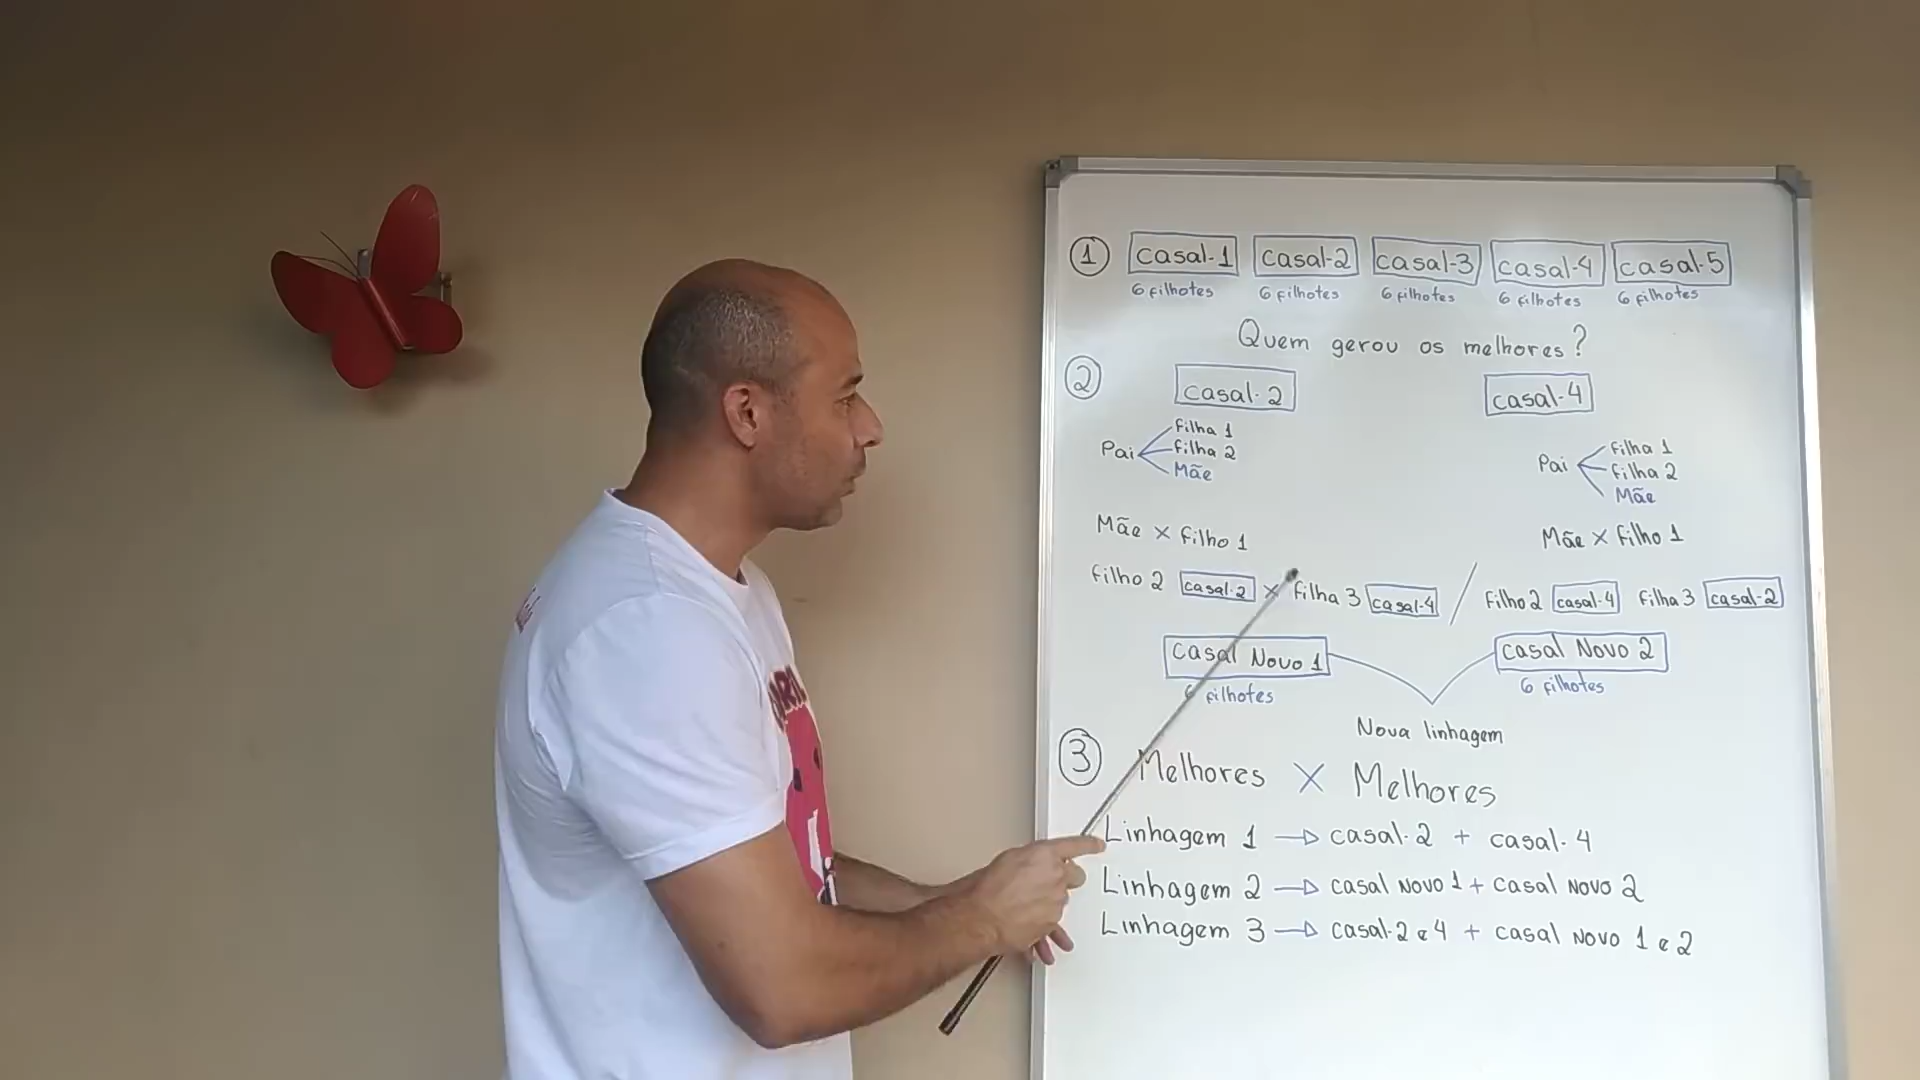 1 casal-1 casal-2 casal-3 casal-4 casal-5
6 filhotes 6 filhotes 6 filhotes 6 filhotes 6 filhotes
Quem gerou os melhores?
2
casal-2 casal-4
Pai filha 1
filha 2
Mãe
Pai filha 1
filha 2
Mãe
Mãe x filho 1 Mãe x filho 1
filho 2 casal-2 x filha 3 casal-4 / filho 2 casal-4 filha 3 casal-2
casal Novo 1 casal Novo 2
6 filhotes 6 filhotes
Nova linhagem
3 Melhores X Melhores
Linhagem 1 → casal-2 + casal-4
Linhagem 2 → casal Novo 1 + casal Novo 2
Linhagem 3 → casal-2 e 4 + casal Novo 1 e 2